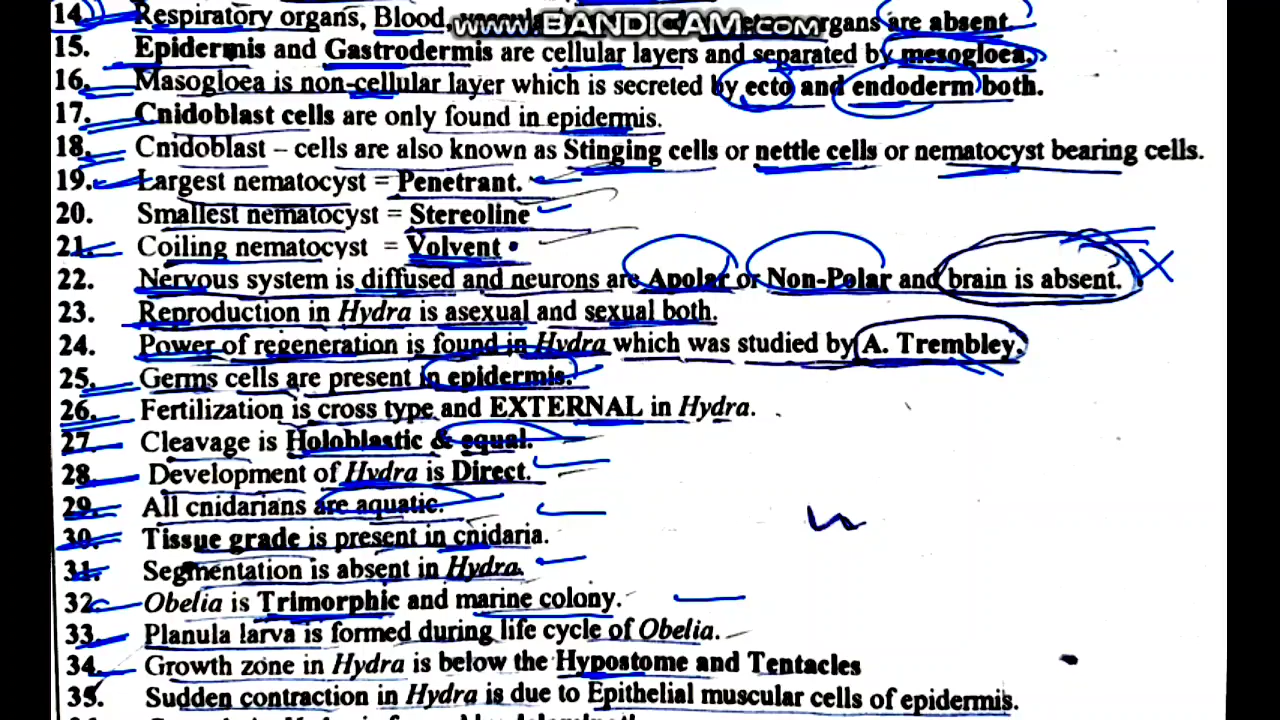 14. Respiratory organs, Blood, organs are absent.
www.BANDICAM.com
15. Epidermis and Gastrodermis are cellular layers and separated by mesogloea.
16. Masogloea is non-cellular layer which is secreted by ecto and endoderm both.
17. Cnidoblast cells are only found in epidermis.
18. Cnidoblast – cells are also known as Stinging cells or nettle cells or nematocyst bearing cells.
19. Largest nematocyst = Penetrant.
20. Smallest nematocyst = Stereoline
21. Coiling nematocyst = Volvent
22. Nervous system is diffused and neurons are Apolar or Non-Polar and brain is absent.
23. Reproduction in Hydra is asexual and sexual both.
24. Power of regeneration is found in Hydra which was studied by A. Trembley.
25. Germs cells are present in epidermis.
26. Fertilization is cross type and EXTERNAL in Hydra.
27. Cleavage is Holoblastic & equal.
28. Development of Hydra is Direct.
29. All cnidarians are aquatic.
30. Tissue grade is present in cnidaria.
31. Segmentation is absent in Hydra.
32. Obelia is Trimorphic and marine colony.
33. Planula larva is formed during life cycle of Obelia.
34. Growth zone in Hydra is below the Hypostome and Tentacles
35. Sudden contraction in Hydra is due to Epithelial muscular cells of epidermis.